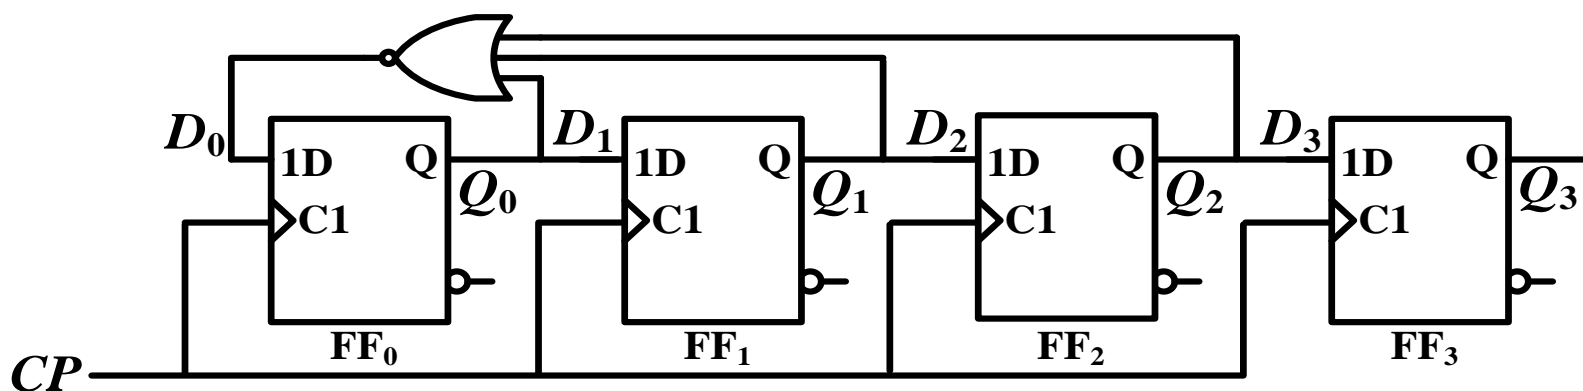 D₀ 1D Q D₁ 1D Q D₂ 1D Q D₃ 1D Q
Q₀ Q₁ Q₂ Q₃
C1 C1 C1 C1
FF₀ FF₁ FF₂ FF₃
CP